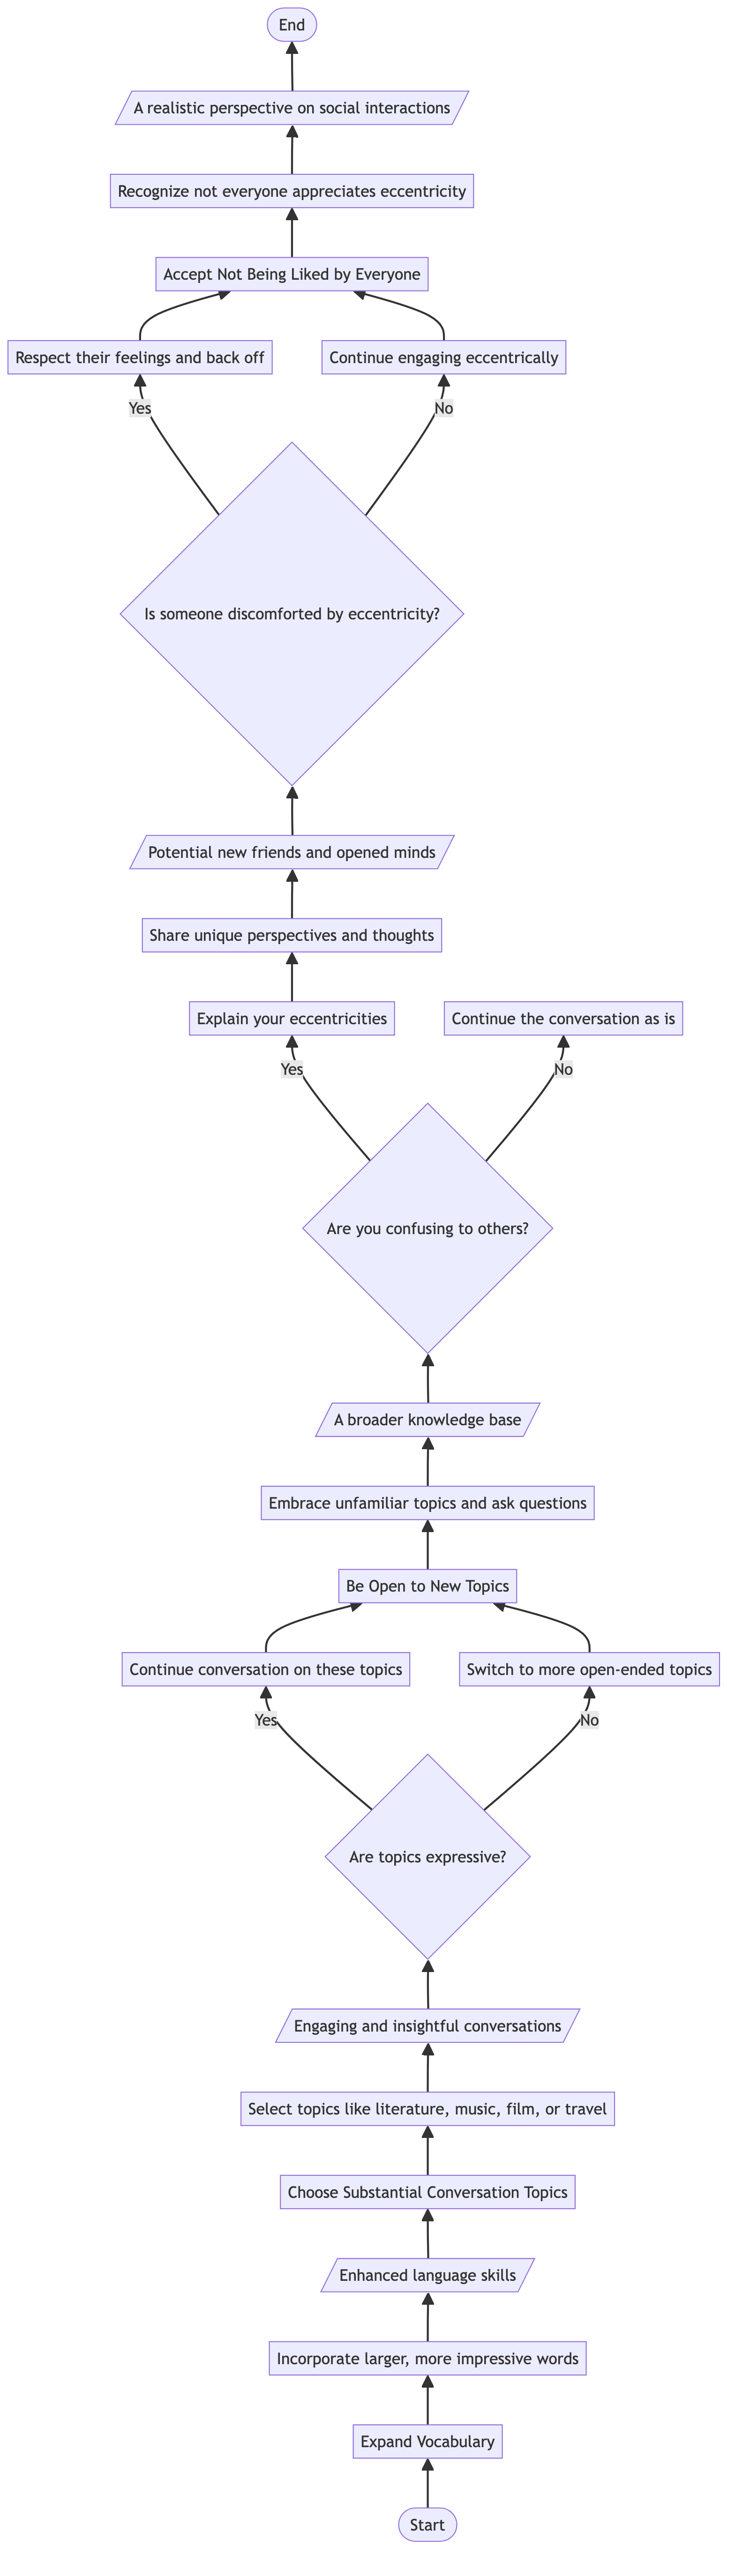 End
A realistic perspective on social interactions
Recognize not everyone appreciates eccentricity
Accept Not Being Liked by Everyone
Respect their feelings and back off
Continue engaging eccentrically
Yes
No
Is someone discomforted by eccentricity?
Potential new friends and opened minds
Share unique perspectives and thoughts
Explain your eccentricities
Continue the conversation as is
Yes
No
Are you confusing to others?
A broader knowledge base
Embrace unfamiliar topics and ask questions
Be Open to New Topics
Continue conversation on these topics
Switch to more open-ended topics
Yes
No
Are topics expressive?
Engaging and insightful conversations
Select topics like literature, music, film, or travel
Choose Substantial Conversation Topics
Enhanced language skills
Incorporate larger, more impressive words
Expand Vocabulary
Start